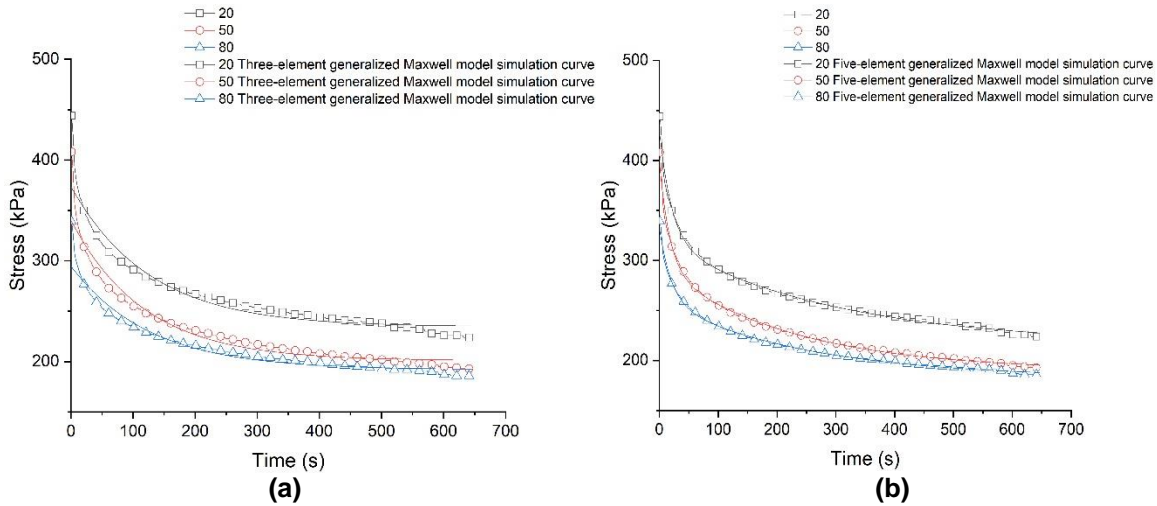 20
50
80
20 Three-element generalized Maxwell model simulation curve
50 Three-element generalized Maxwell model simulation curve
80 Three-element generalized Maxwell model simulation curve
500
400
300
200
Stress (kPa)
0 100 200 300 400 500 600 700
Time (s)
(a)
20
50
80
20 Five-element generalized Maxwell model simulation curve
50 Five-element generalized Maxwell model simulation curve
80 Five-element generalized Maxwell model simulation curve
500
400
300
200
Stress (kPa)
0 100 200 300 400 500 600 700
Time (s)
(b)